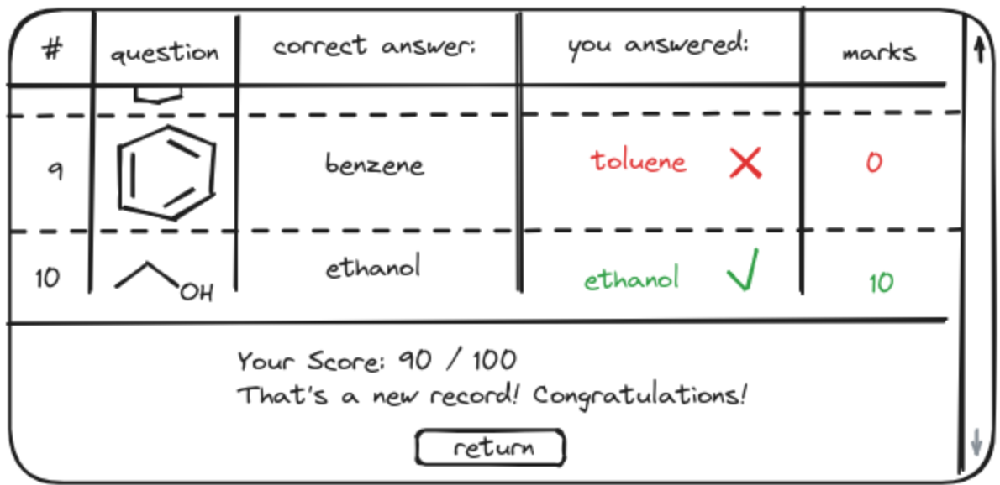 # question correct answer: you answered: marks
9 benzene toluene 0
10 OH ethanol ethanol 10
Your Score: 90 / 100
That's a new record! Congratulations!
return